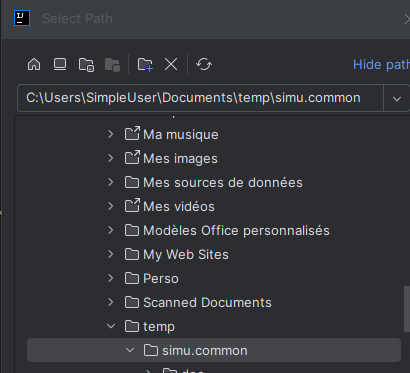 IJ
Select Path
Hide path
C:\Users\SimpleUser\Documents\temp\simu.common
Ma musique
Mes images
Mes sources de données
Mes vidéos
Modèles Office personnalisés
My Web Sites
Perso
Scanned Documents
temp
simu.common